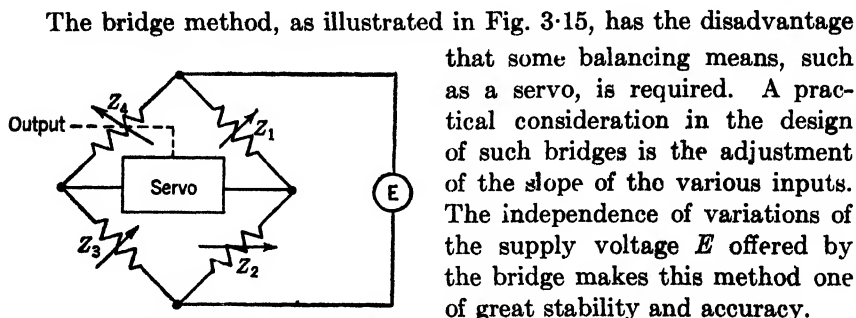 The bridge method, as illustrated in Fig. 3·15, has the disadvantage
that some balancing means, such
as a servo, is required. A prac-
tical consideration in the design
of such bridges is the adjustment
of the slope of tho various inputs.
The independence of variations of
the supply voltage E offered by
the bridge makes this method one
of great stability and accuracy.
Z4
Output
Z1
Servo
E
Z3
Z2